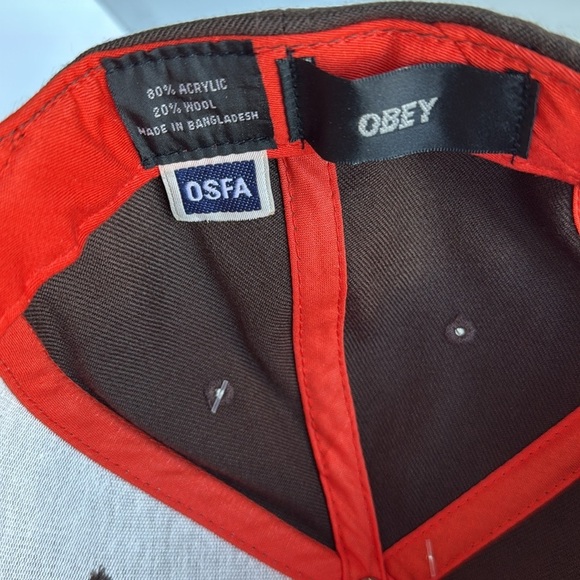 80% ACRYLIC
20% WOOL
MADE IN BANGLADESH
OBEY
OSFA